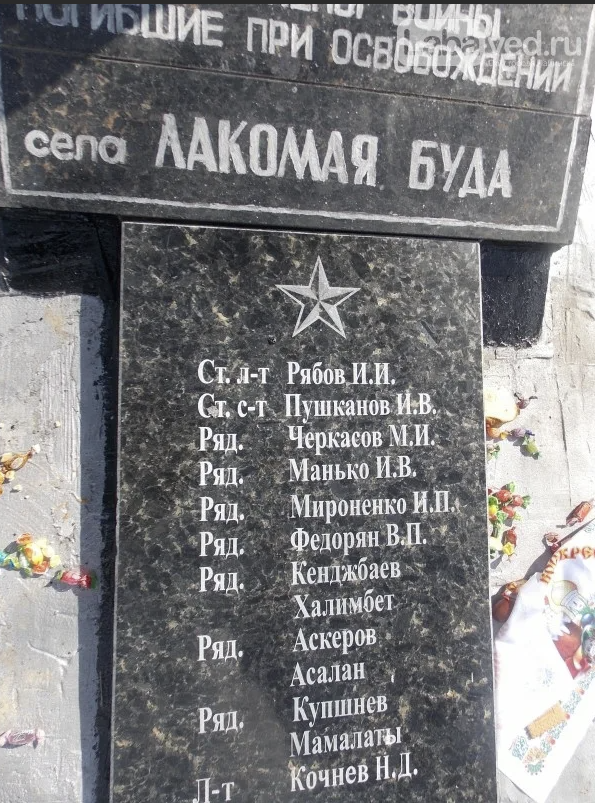 ВОЙНЫ
ПОГИБШИЕ ПРИ ОСВОБОЖДЕНИИ
села ЛАКОМАЯ БУДА
Ст. л-т Рябов И.И.
Ст. с-т Пушканов И.В.
Ряд. Черкасов М.И.
Ряд. Манько И.В.
Ряд. Мироненко И.П.
Ряд. Федорян В.П.
Ряд. Кенджбаев
Халимбет
Ряд. Аскеров
Асалан
Ряд. Купшнев
Мамалаты
Л-т Кочнев Н.Д.